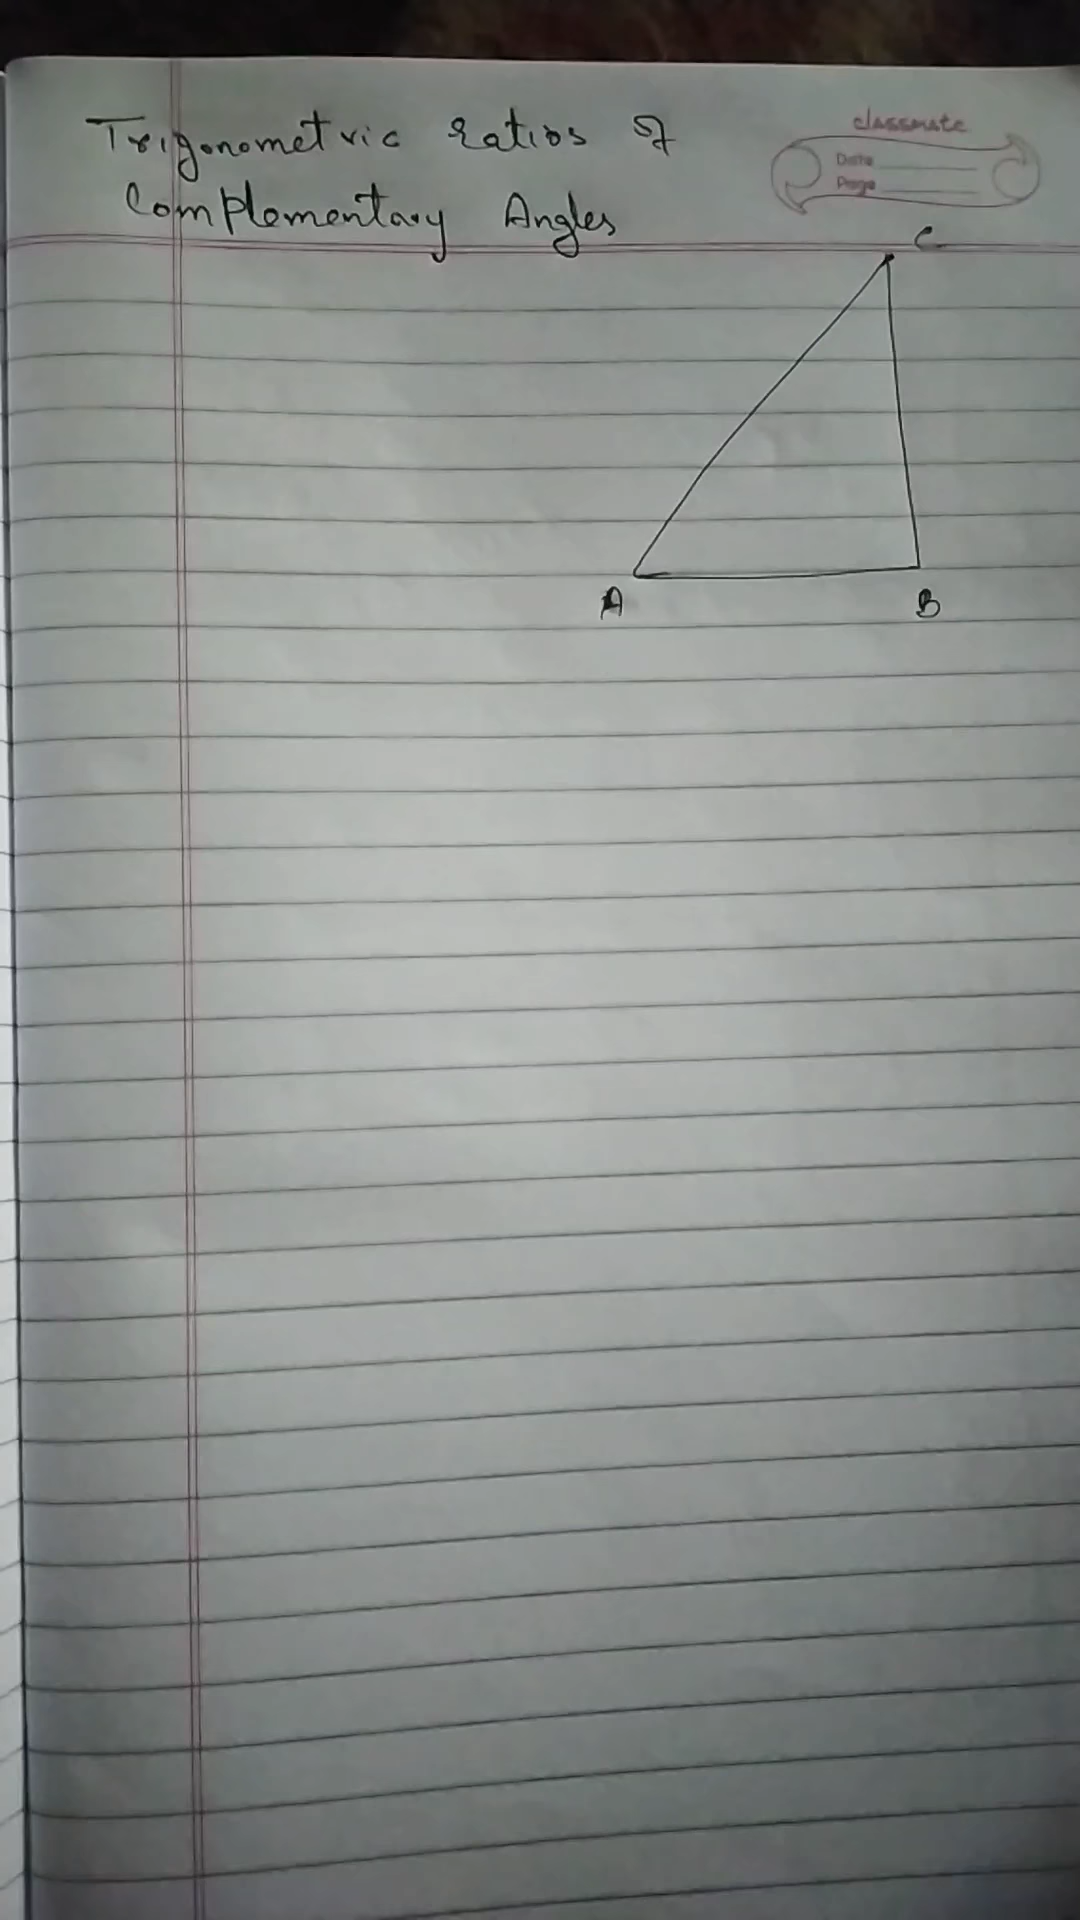 Trigonometric ratios of
Complementary Angles
classmate
Date
Page
C
A
B